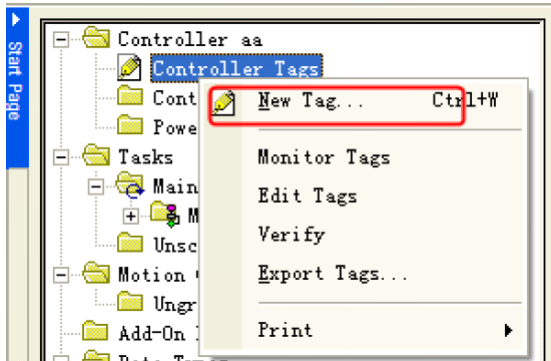 Start Page
Controller aa
Controller Tags
Cont
New Tag... Ctrl+W
Powe
Tasks
Monitor Tags
Main
Edit Tags
M
Verify
Unsc
Motion
Export Tags...
Ungr
Add-On
Print